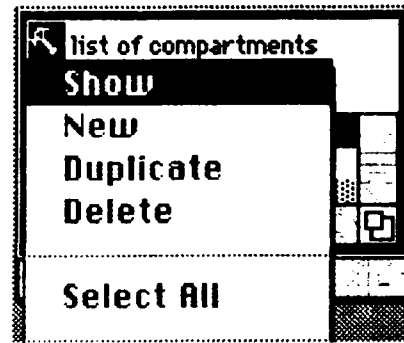 list of compartments
Show
New
Duplicate
Delete
Select All